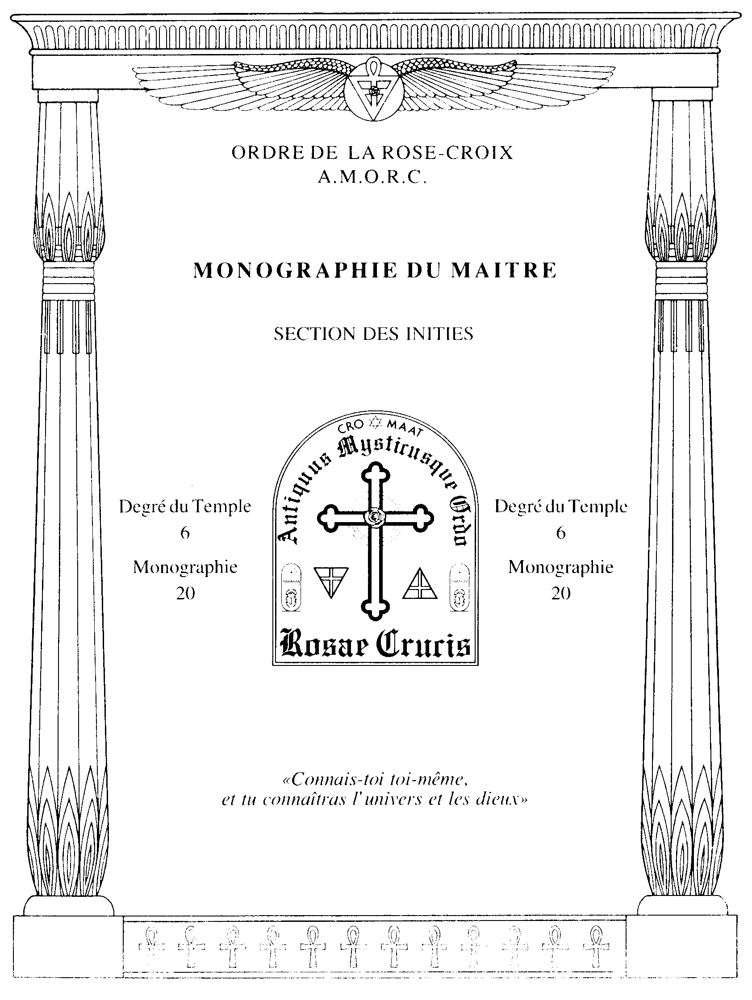 ORDRE DE LA ROSE-CROIX
A.M.O.R.C.
MONOGRAPHIE DU MAITRE
SECTION DES INITIES
CRO MAAT
Antiquus Mysticusque Ordo
Degré du Temple
6
Monographie
20
Degré du Temple
6
Monographie
20
Rosae Crucis
«Connais-toi toi-même,
et tu connaîtras l'univers et les dieux»